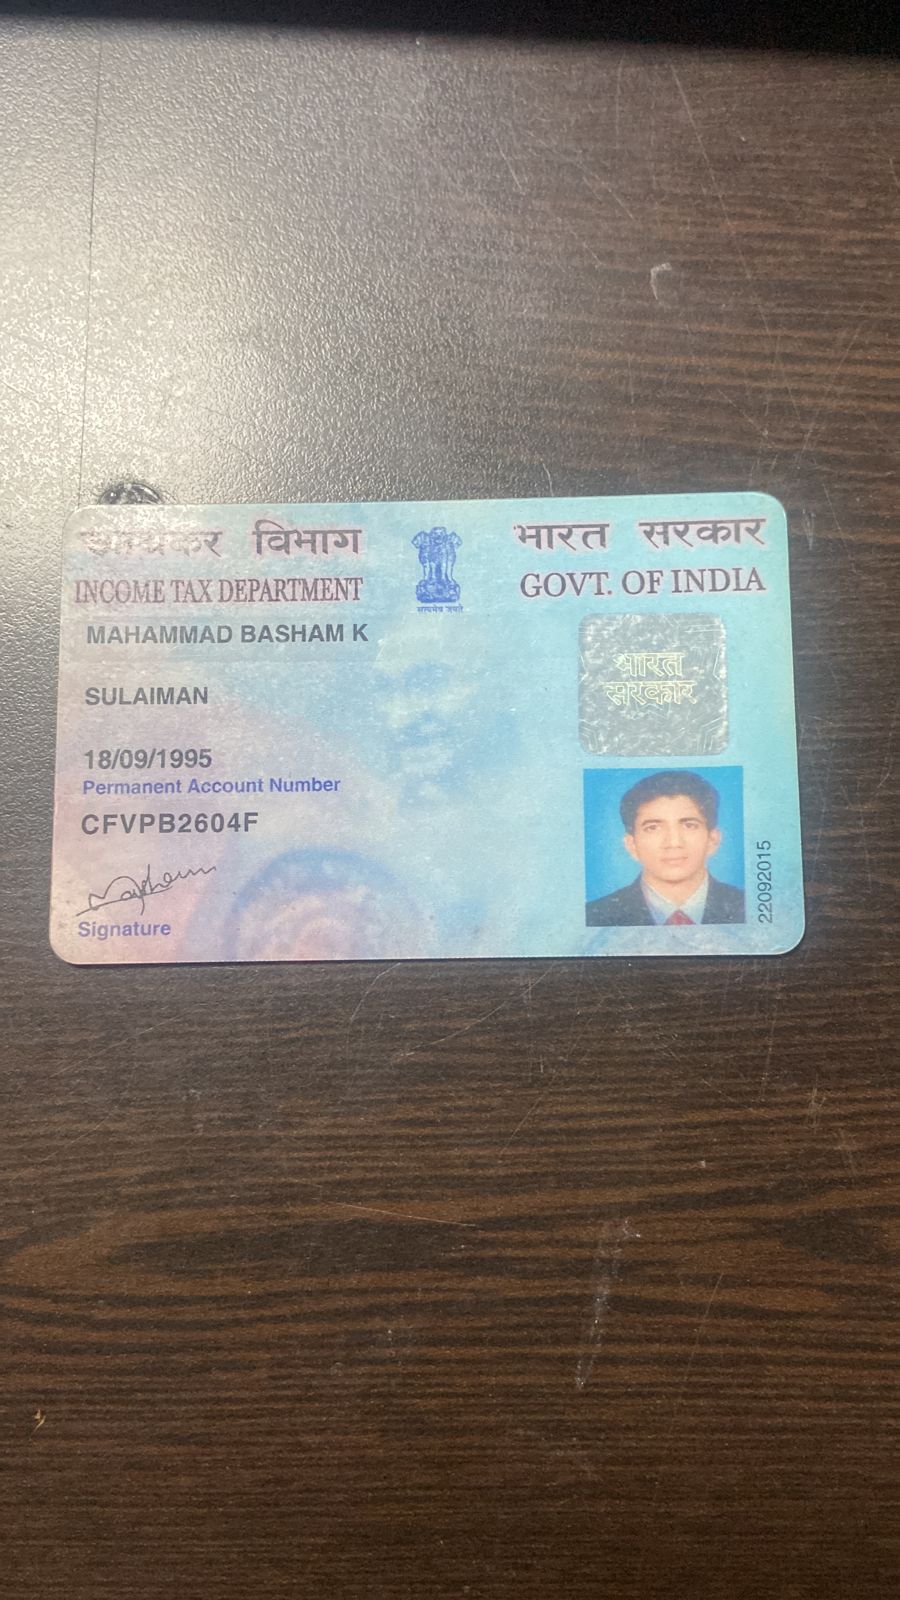 आयकर विभाग
INCOME TAX DEPARTMENT
सत्यमेव जयते
भारत सरकार
GOVT. OF INDIA
MAHAMMAD BASHAM K
SULAIMAN
18/09/1995
Permanent Account Number
CFVPB2604F
Signature
भारत
सरकार
22092015